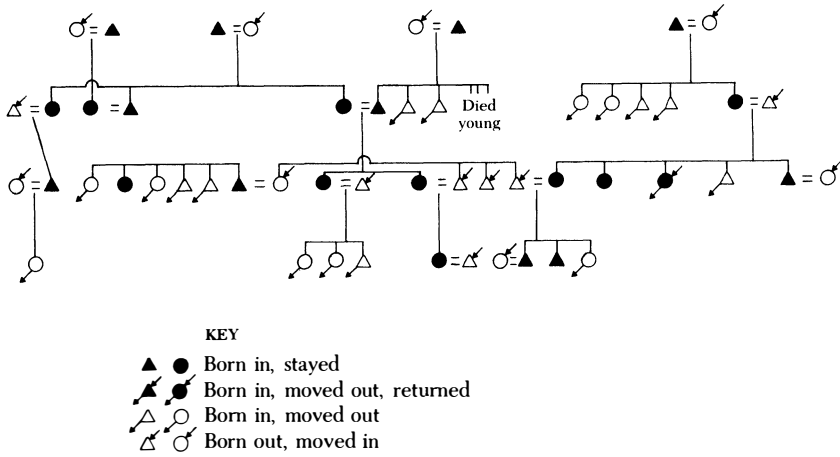 Died
young
KEY
Born in, stayed
Born in, moved out, returned
Born in, moved out
Born out, moved in